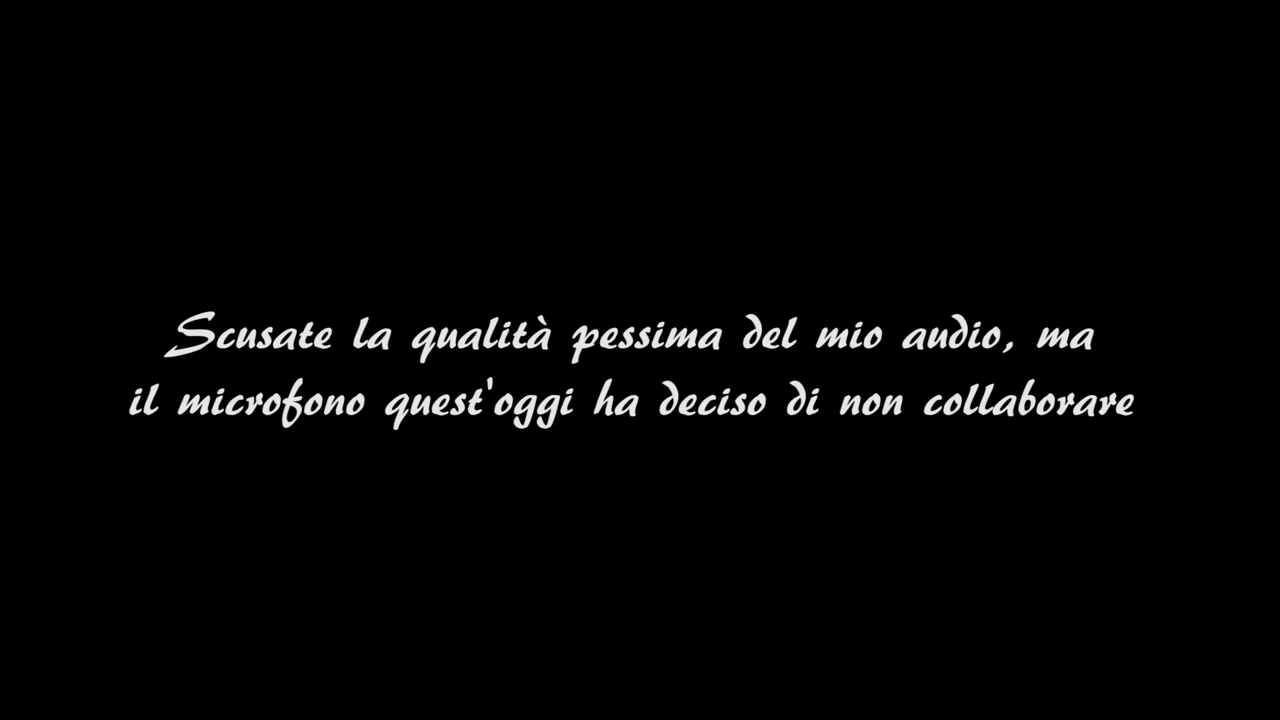 Scusate la qualità pessima del mio audio, ma
il microfono quest'oggi ha deciso di non collaborare